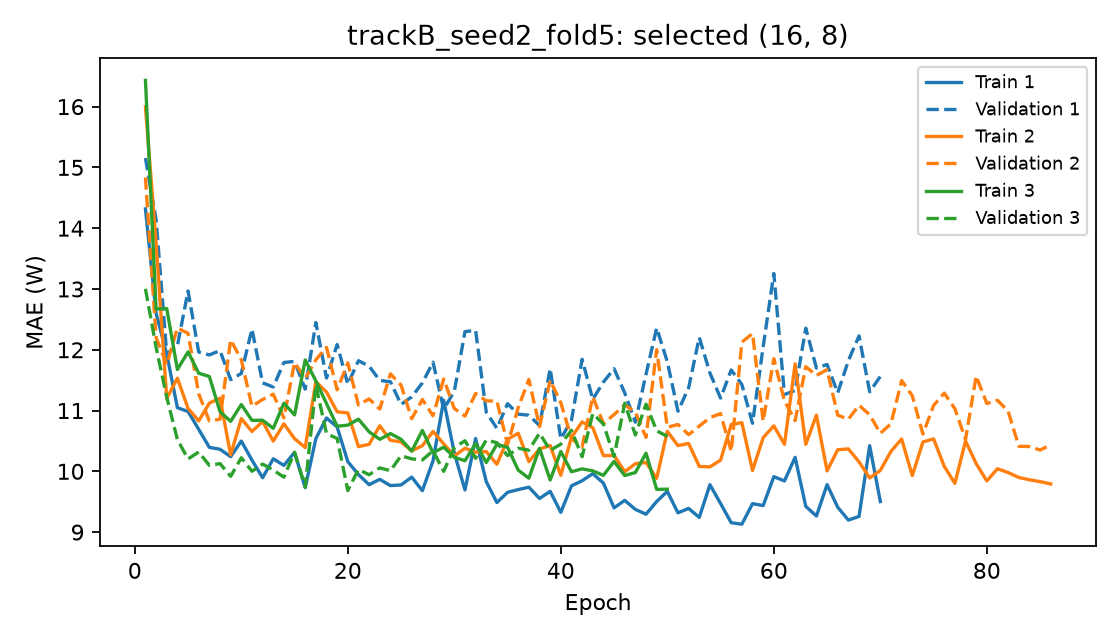 trackB_seed2_fold5: selected (16, 8)
MAE (W)
16
15
14
13
12
11
10
9
Train 1
Validation 1
Train 2
Validation 2
Train 3
Validation 3
0 20 40 60 80
Epoch